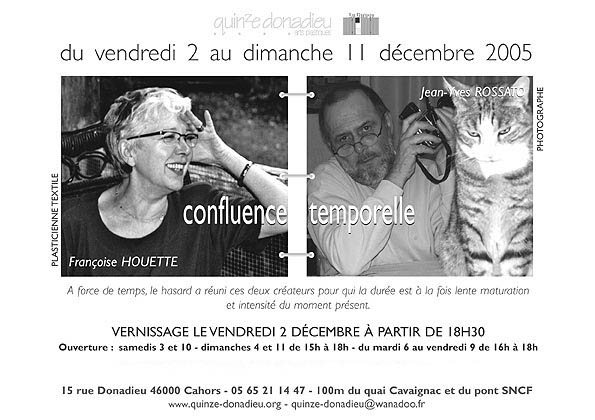 quinze donadieu
arts plastiques
du vendredi 2 au dimanche 11 décembre 2005
Jean-Yves ROSSATO
PHOTOGRAPHE
PLASTICIENNE TEXTILE
confluence temporelle
Françoise HOUETTE
A force de temps, le hasard a réuni ces deux créateurs pour qui la durée est à la fois lente maturation
et intensité du moment présent.
VERNISSAGE LE VENDREDI 2 DÉCEMBRE À PARTIR DE 18H30
Ouverture : samedis 3 et 10 - dimanches 4 et 11 de 15h à 18h - du mardi 6 au vendredi 9 de 16h à 18h
15 rue Donadieu 46000 Cahors - 05 65 21 14 47 - 100m du quai Cavaignac et du pont SNCF
www.quinze-donadieu.org - quinze-donadieu@wanadoo.fr